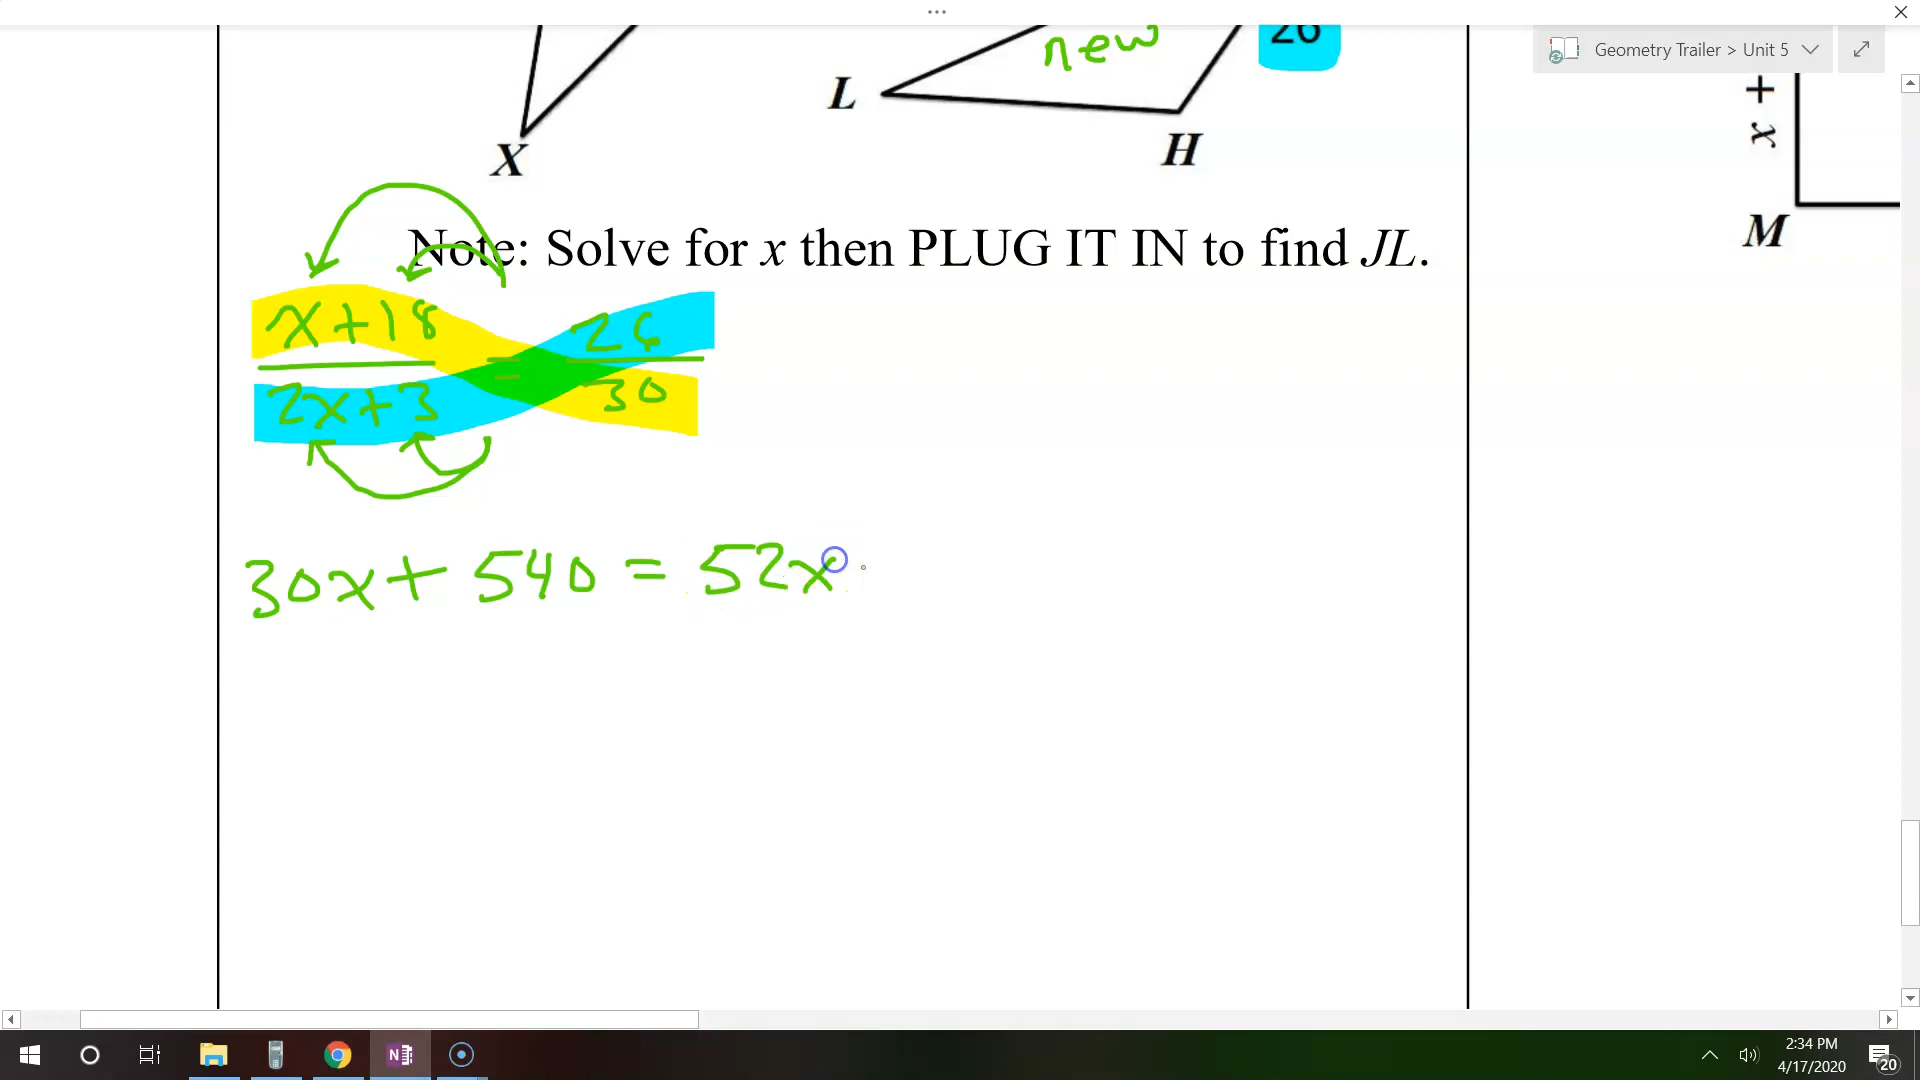 new
26
Geometry Trailer > Unit 5
L
H
X
+ x
M
Note: Solve for x then PLUG IT IN to find JL.
x+18 = 26
2x+3 30
30x + 540 = 52x
2:34 PM
4/17/2020
20